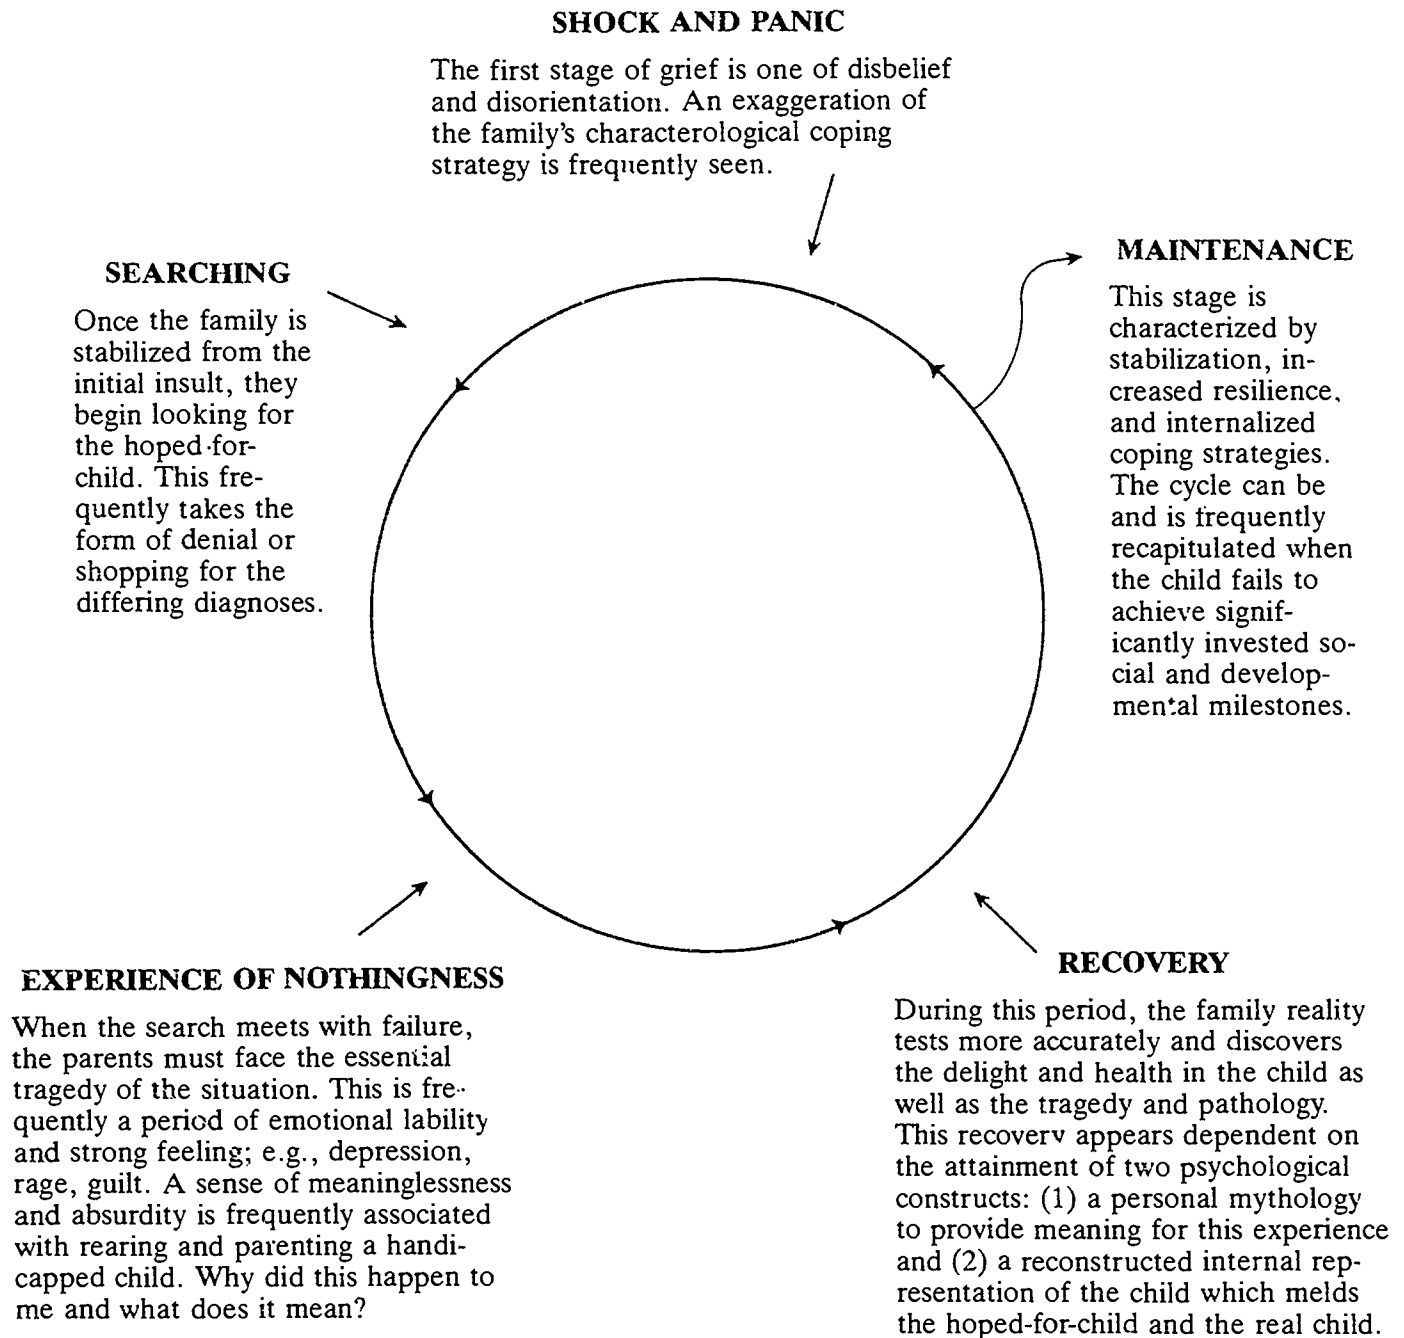 SHOCK AND PANIC
The first stage of grief is one of disbelief
and disorientation. An exaggeration of
the family's characterological coping
strategy is frequently seen.
SEARCHING
Once the family is
stabilized from the
initial insult, they
begin looking for
the hoped-for-
child. This fre-
quently takes the
form of denial or
shopping for the
differing diagnoses.
EXPERIENCE OF NOTHINGNESS
When the search meets with failure,
the parents must face the essential
tragedy of the situation. This is fre-
quently a period of emotional lability
and strong feeling; e.g., depression,
rage, guilt. A sense of meaninglessness
and absurdity is frequently associated
with rearing and parenting a handi-
capped child. Why did this happen to
me and what does it mean?
RECOVERY
During this period, the family reality
tests more accurately and discovers
the delight and health in the child as
well as the tragedy and pathology.
This recovery appears dependent on
the attainment of two psychological
constructs: (1) a personal mythology
to provide meaning for this experience
and (2) a reconstructed internal rep-
resentation of the child which melds
the hoped-for-child and the real child.
MAINTENANCE
This stage is
characterized by
stabilization, in-
creased resilience,
and internalized
coping strategies.
The cycle can be
and is frequently
recapitulated when
the child fails to
achieve signif-
icantly invested so-
cial and develop-
mental milestones.